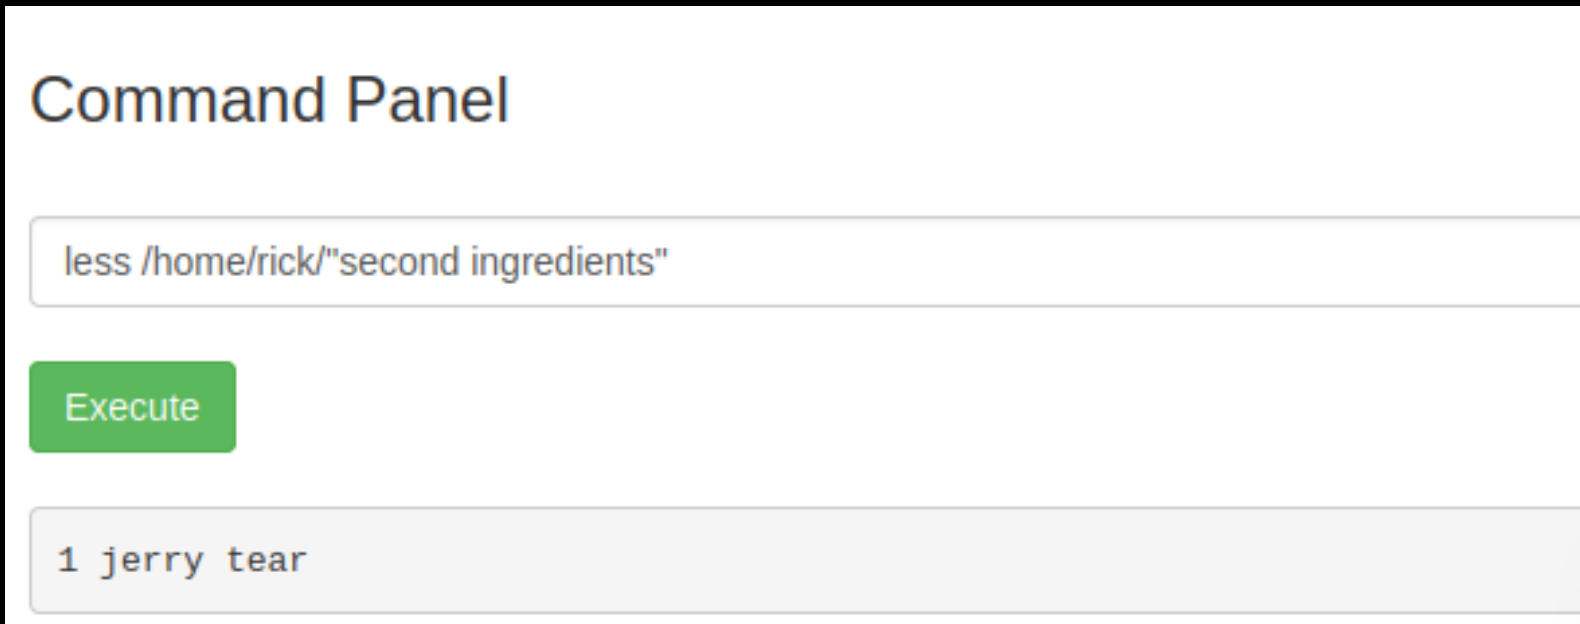 Command Panel
less /home/rick/"second ingredients"
Execute
1 jerry tear